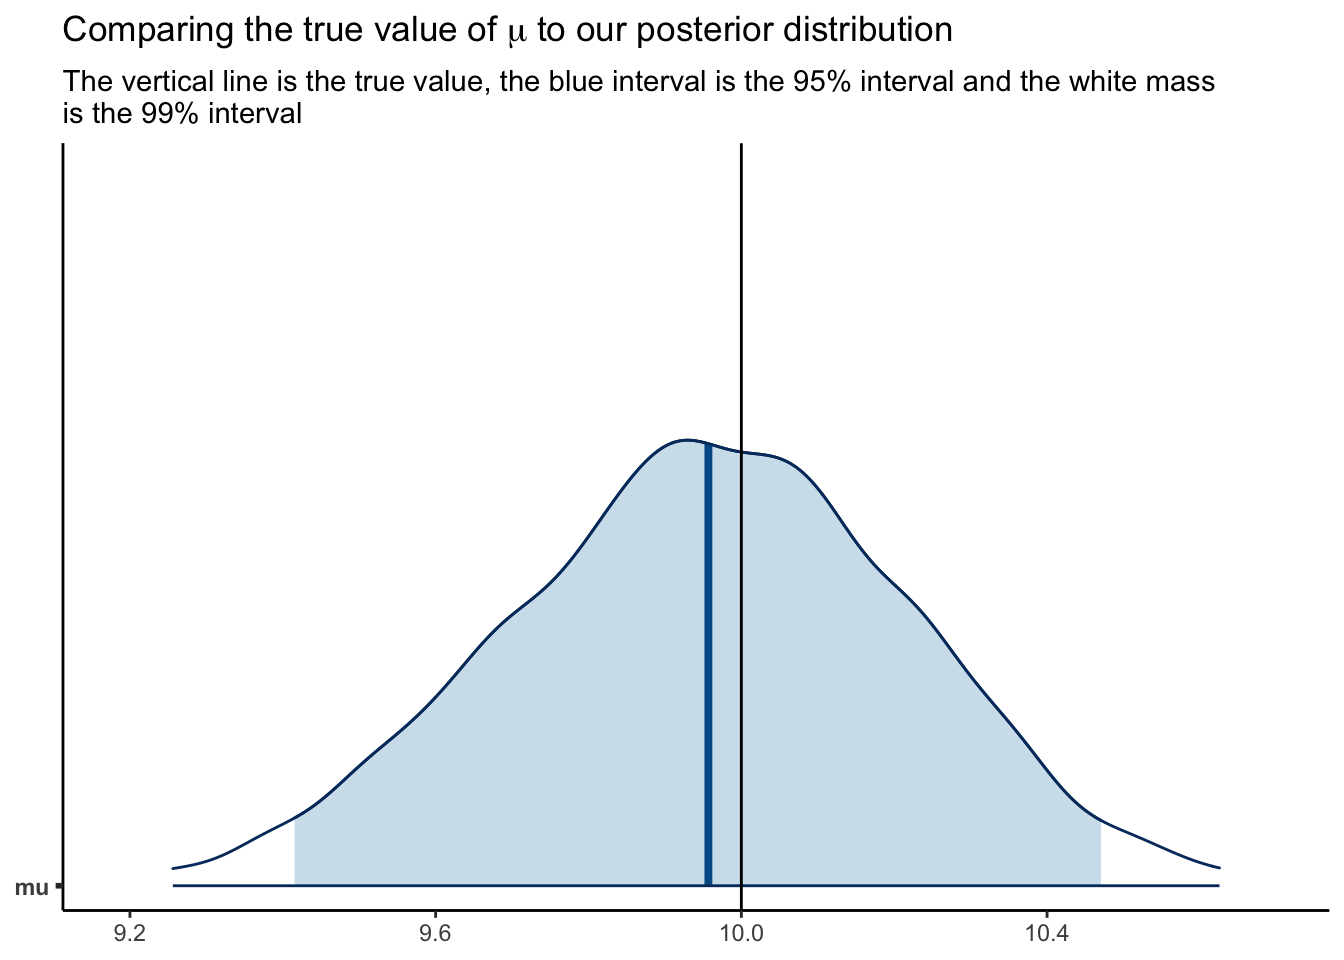 Comparing the true value of μ to our posterior distribution
The vertical line is the true value, the blue interval is the 95% interval and the white mass
is the 99% interval
mu
9.2
9.6
10.0
10.4